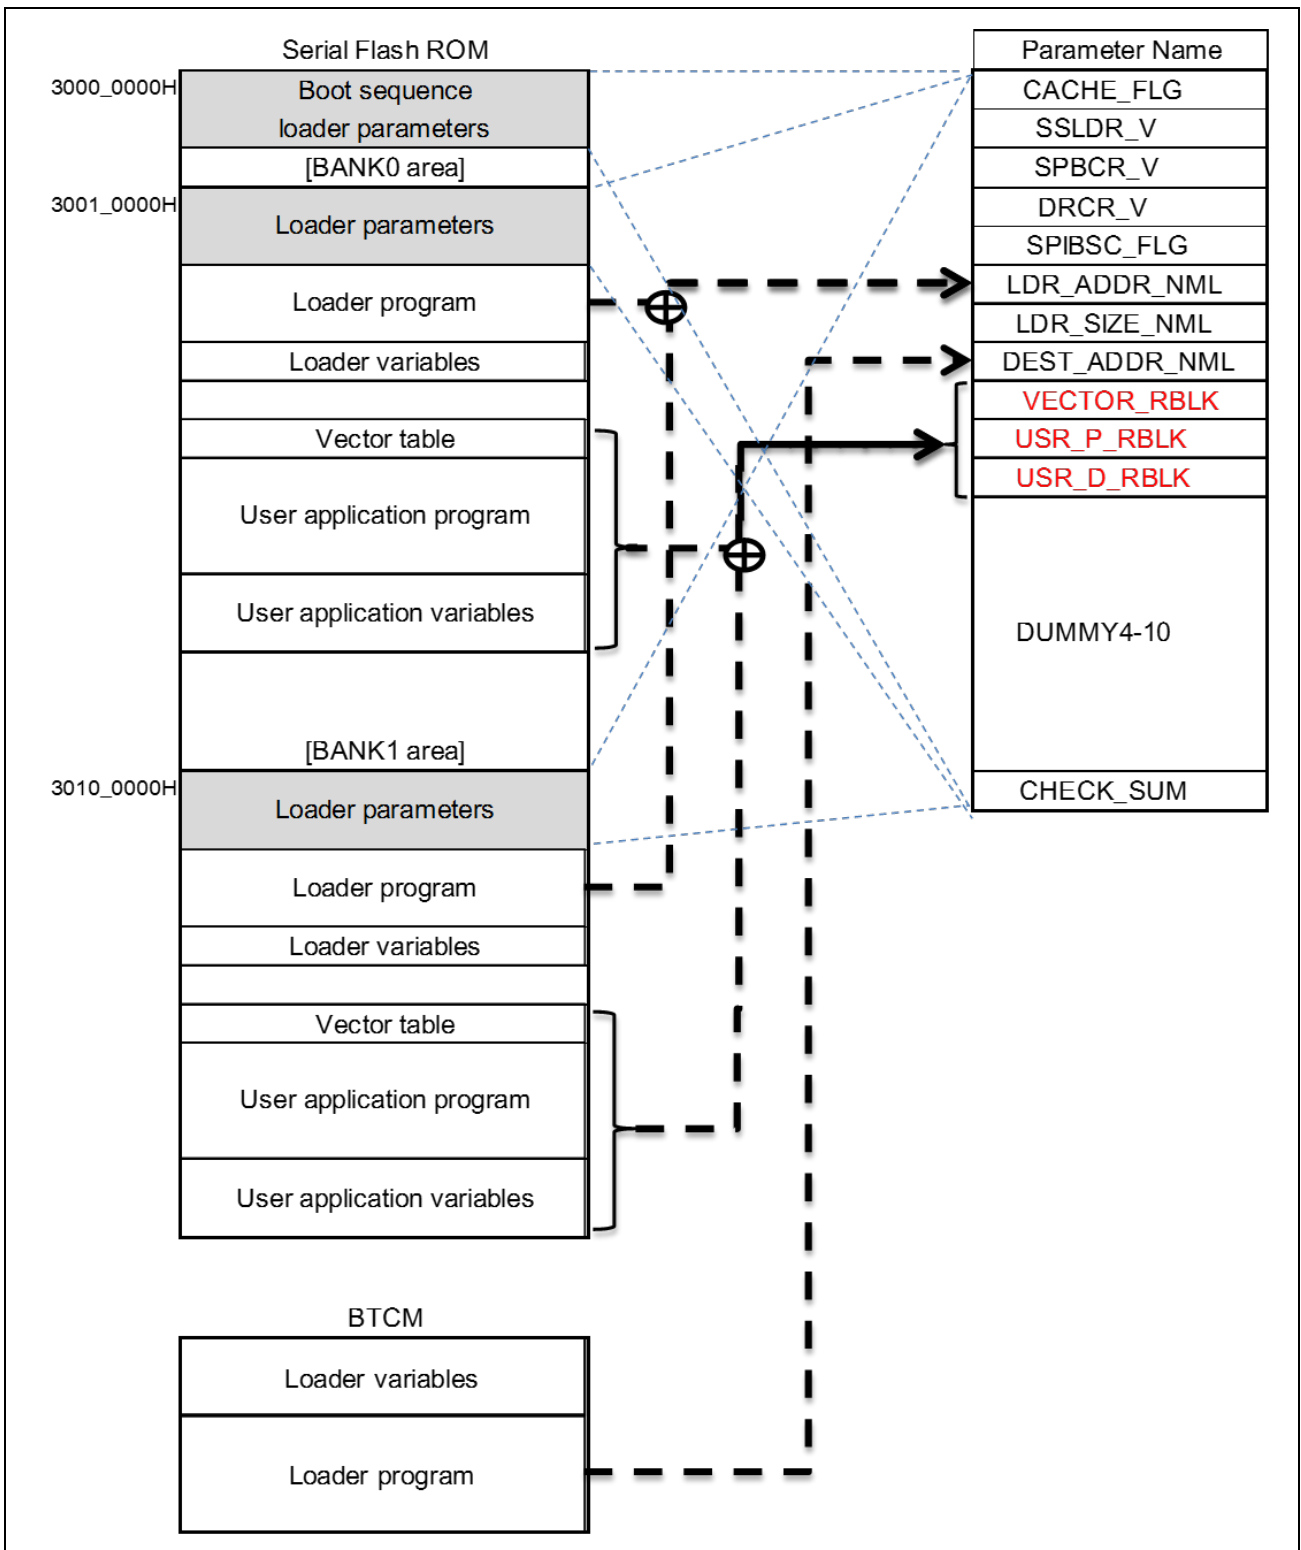 Serial Flash ROM
3000_0000H
Boot sequence
loader parameters
[BANK0 area]
3001_0000H
Loader parameters
Loader program
Loader variables
Vector table
User application program
User application variables
[BANK1 area]
3010_0000H
Loader parameters
Loader program
Loader variables
Vector table
User application program
User application variables
BTCM
Loader variables
Loader program
Parameter Name
CACHE_FLG
SSLDR_V
SPBCR_V
DRCR_V
SPIBSC_FLG
LDR_ADDR_NML
LDR_SIZE_NML
DEST_ADDR_NML
VECTOR_RBLK
USR_P_RBLK
USR_D_RBLK
DUMMY4-10
CHECK_SUM